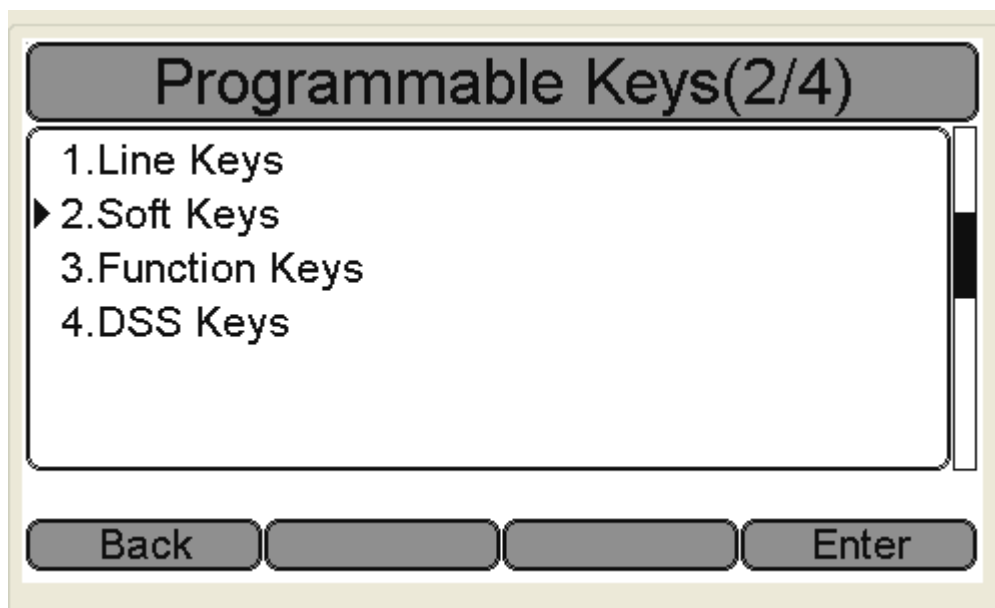 Programmable Keys(2/4)
1.Line Keys
2.Soft Keys
3.Function Keys
4.DSS Keys
Back Enter